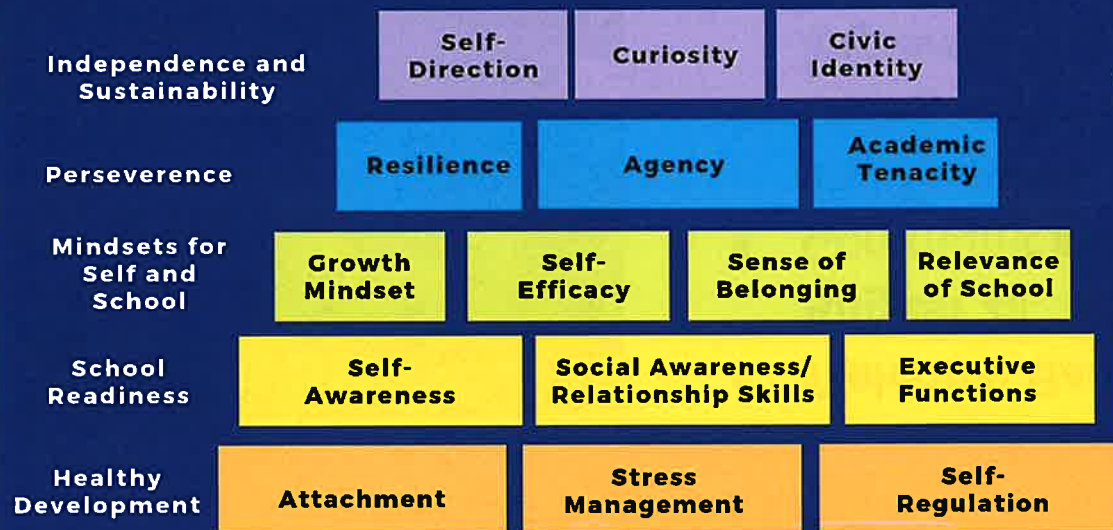 Independence and
Sustainability
Self-
Direction
Curiosity
Civic
Identity
Perseverence
Resilience
Agency
Academic
Tenacity
Mindsets for
Self and
School
Growth
Mindset
Self-
Efficacy
Sense of
Belonging
Relevance
of School
School
Readiness
Self-
Awareness
Social Awareness/
Relationship Skills
Executive
Functions
Healthy
Development
Attachment
Stress
Management
Self-
Regulation